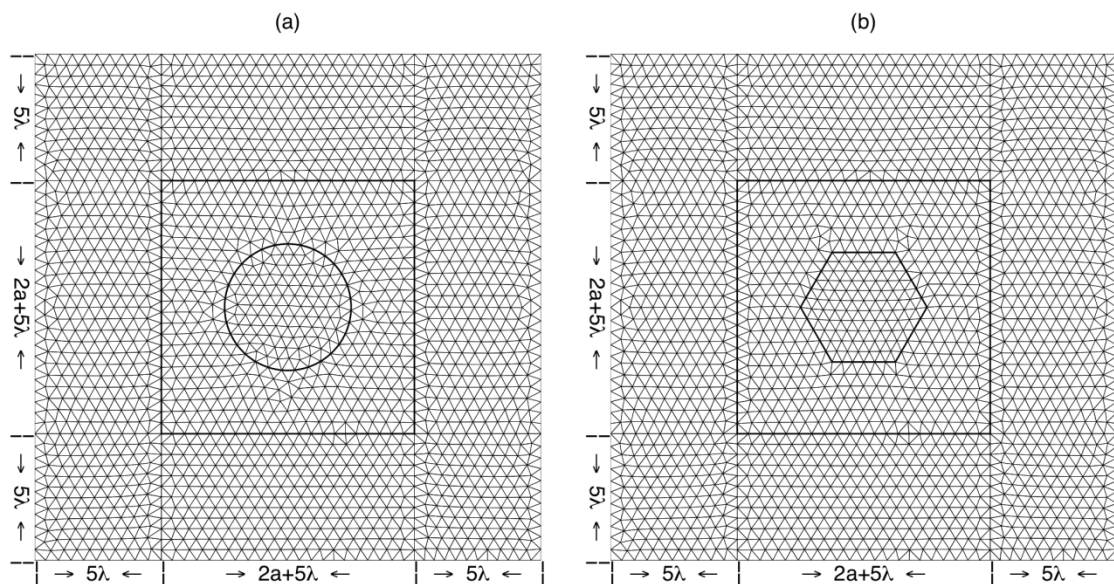 (a)
(b)
→ 5λ ←
→ 2a+5λ ←
→ 5λ ←
→ 5λ ←
→ 2a+5λ ←
→ 5λ ←
→ 5λ ←
→ 2a+5λ ←
→ 5λ ←
→ 5λ ←
→ 2a+5λ ←
→ 5λ ←